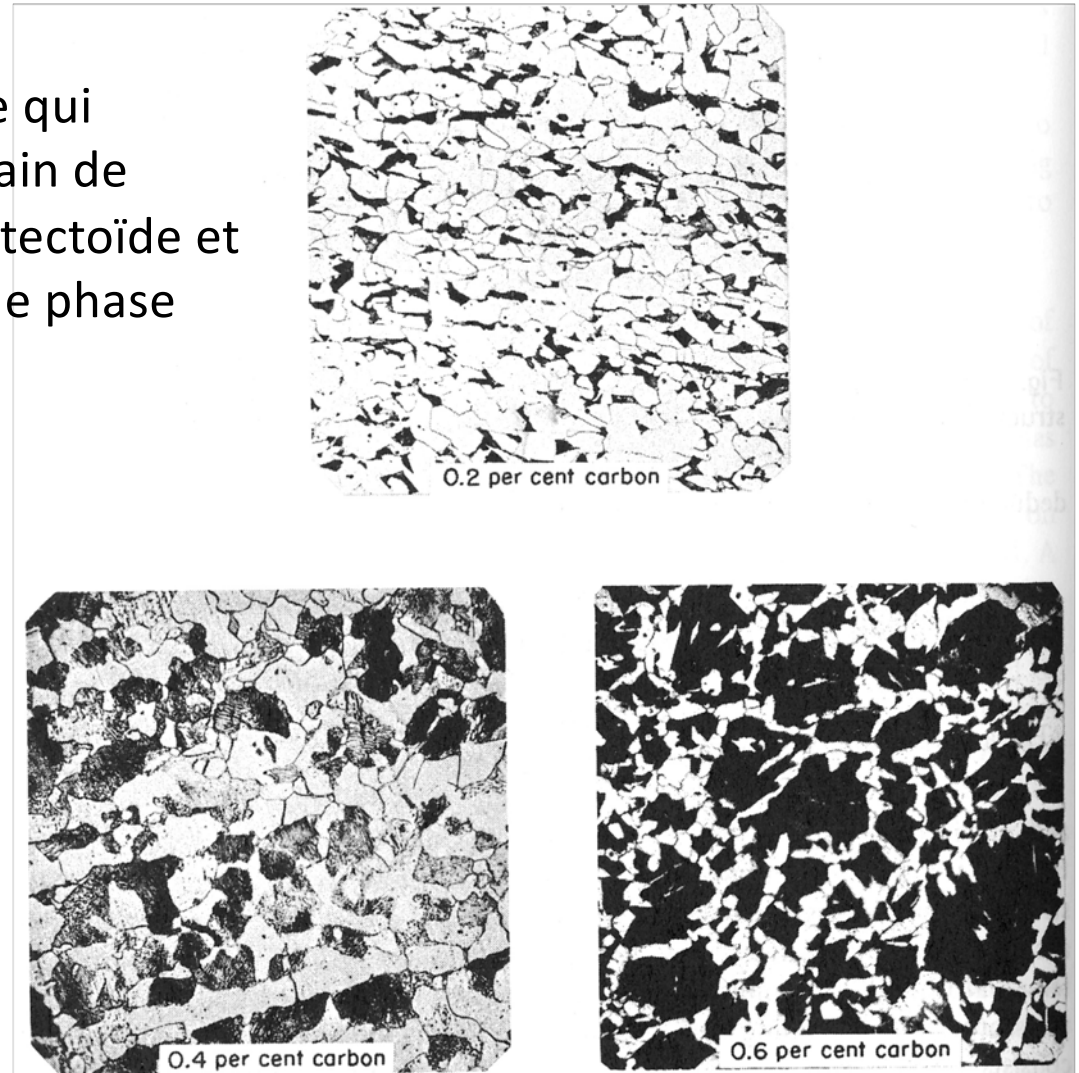 e qui
ain de
tectoïde et
e phase
0.2 per cent carbon
0.4 per cent carbon
0.6 per cent carbon
Fig.